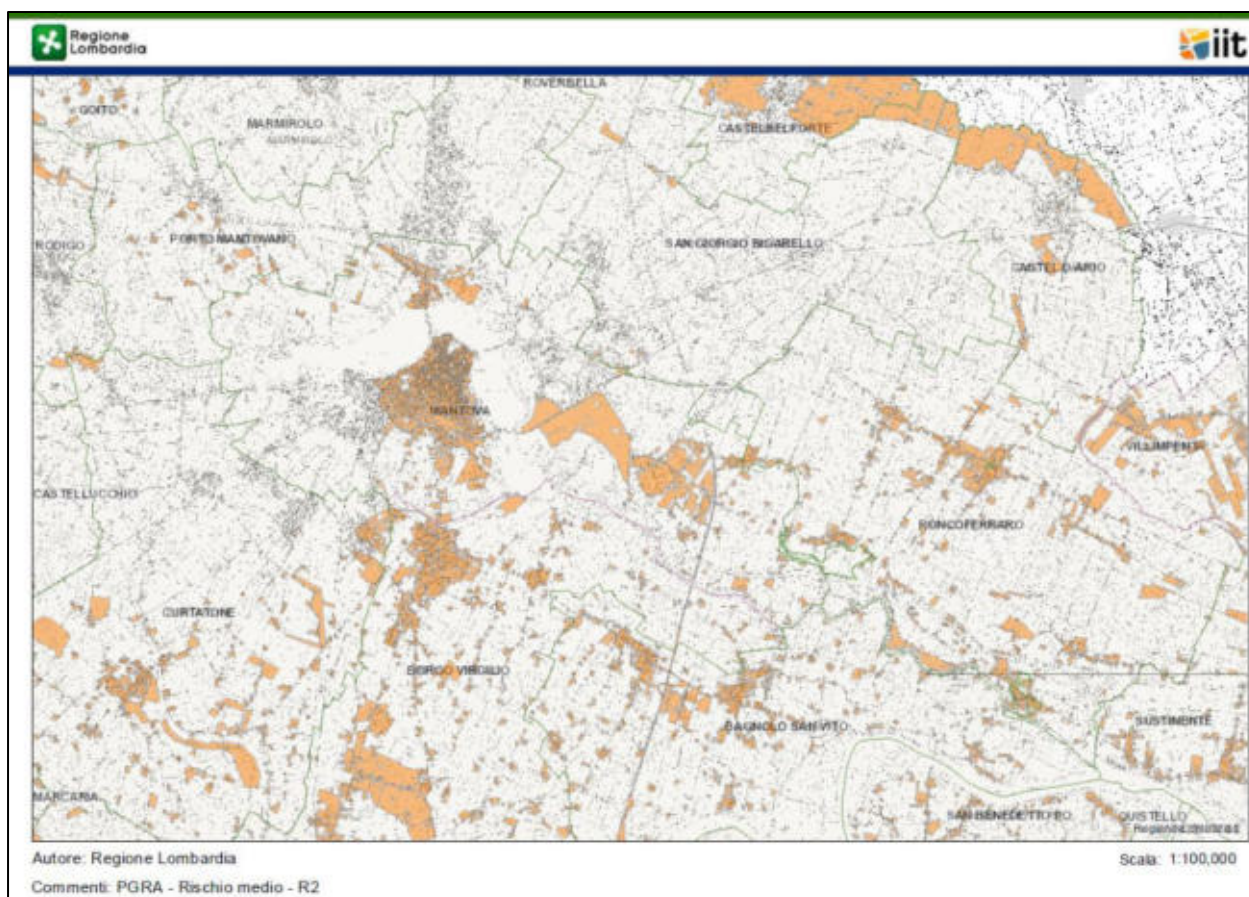 Regione
Lombardia
iit
ROVERBELLA
GOITO
MARMIROLO
MARMIROLO
CASTELBELFORTE
RODIGO
PORTO MANTOVANO
SAN GIORGIO BIGARELLO
CASTEL D'ARIO
MANTOVA
VILLIMPENTA
CASTELLUCCHIO
RONCOFERRARO
CURTATONE
BORGO VIRGILIO
BAGNOLO SAN VITO
SUSTINENTE
MARCARIA
SAN BENEDETTO PO
QUISTELLO
Autore: Regione Lombardia
Scala: 1:100,000
Commenti: PGRA - Rischio medio - R2